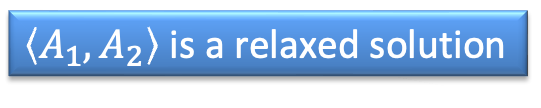 ⟨𝐴₁, 𝐴₂⟩ is a relaxed solution